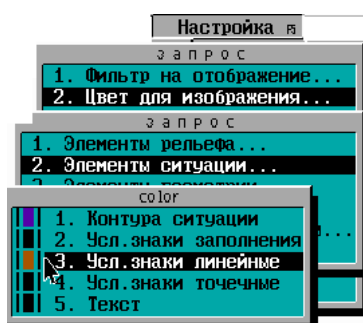 Настройка F5
запрос
1. Фильтр на отображение...
2. Цвет для изображения...
запрос
1. Элементы рельефа...
2. Элементы ситуации...
color
1. Контура ситуации
2. Усл.знаки заполнения
3. Усл.знаки линейные
4. Усл.знаки точечные
5. Текст